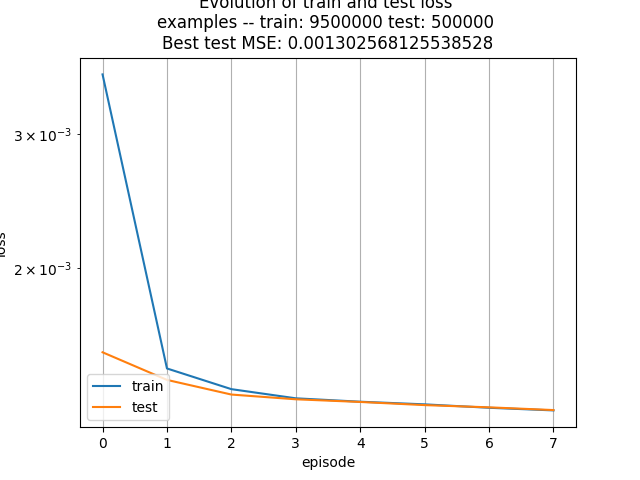 Evolution of train and test loss
examples -- train: 9500000 test: 500000
Best test MSE: 0.001302568125538528
3 × 10⁻³
2 × 10⁻³
loss
train
test
0 1 2 3 4 5 6 7
episode